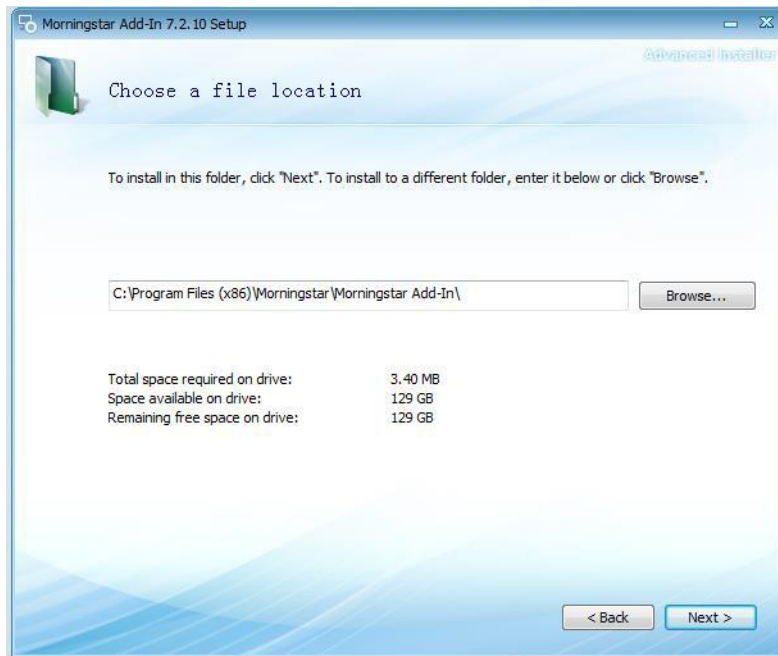 Morningstar Add-In 7.2.10 Setup
Advanced Installer
Choose a file location
To install in this folder, click "Next". To install to a different folder, enter it below or click "Browse".
C:\Program Files (x86)\Morningstar\Morningstar Add-In\
Browse...
Total space required on drive: 3.40 MB
Space available on drive: 129 GB
Remaining free space on drive: 129 GB
< Back Next >